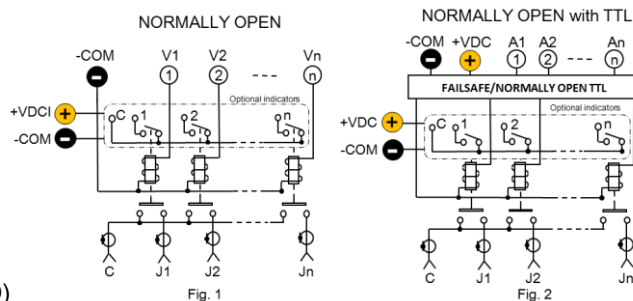 NORMALLY OPEN
-COM V1 V2 Vn
1 2 n
Optional indicators
+VDCI
-COM
C 1 2 n
C J1 J2 Jn
Fig. 1
NORMALLY OPEN with TTL
-COM +VDC A1 A2 An
1 2 n
FAILSAFE/NORMALLY OPEN TTL
Optional indicators
+VDC
-COM
C 1 2 n
C J1 J2 Jn
Fig. 2
)